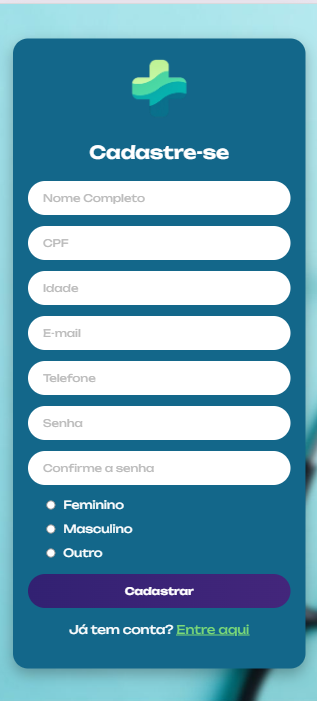 Cadastre-se
Nome Completo
CPF
Idade
E-mail
Telefone
Senha
Confirme a senha
Feminino
Masculino
Outro
Cadastrar
Já tem conta? Entre aqui